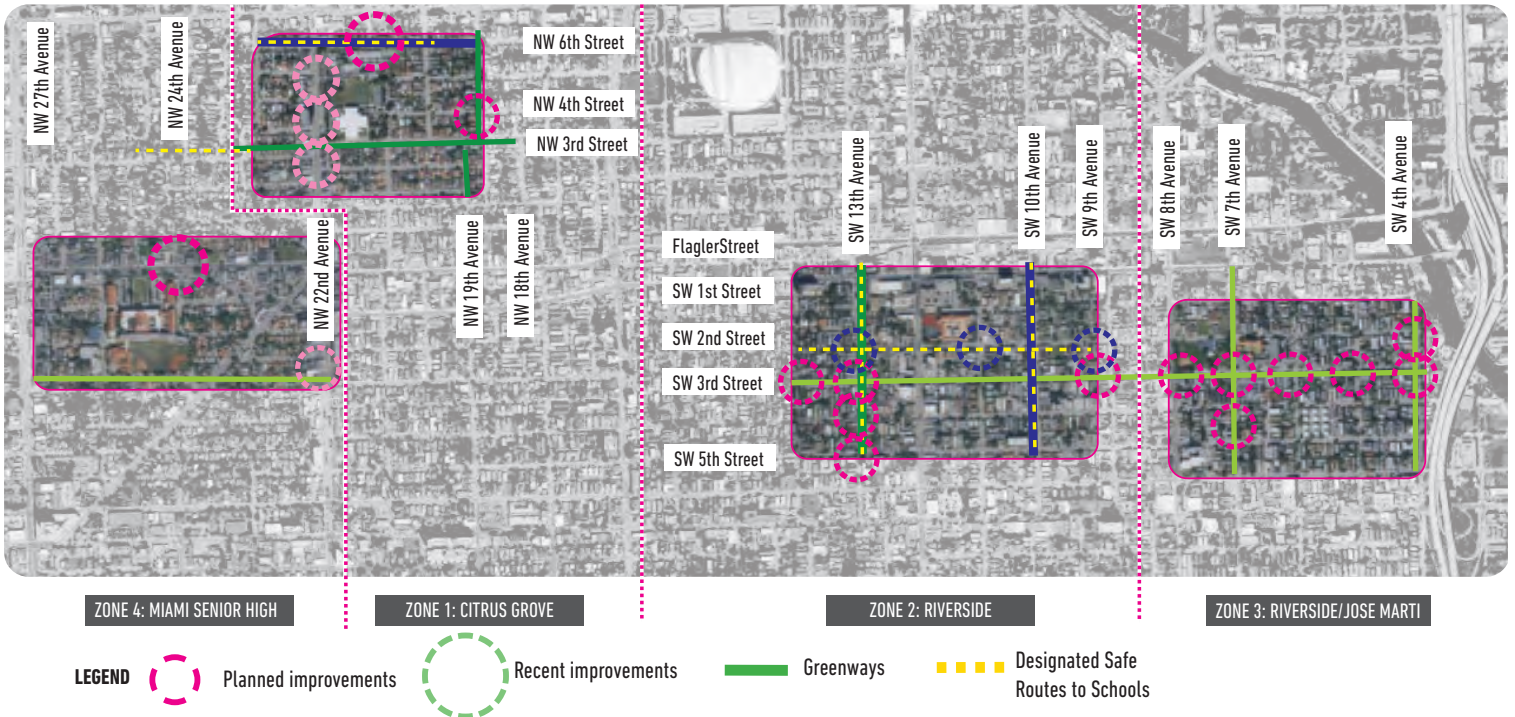 NW 27th Avenue
NW 24th Avenue
NW 6th Street
NW 4th Street
NW 3rd Street
NW 22nd Avenue
NW 19th Avenue
NW 18th Avenue
FlaglerStreet
SW 1st Street
SW 2nd Street
SW 3rd Street
SW 5th Street
SW 13th Avenue
SW 10th Avenue
SW 9th Avenue
SW 8th Avenue
SW 7th Avenue
SW 4th Avenue
ZONE 4: MIAMI SENIOR HIGH
ZONE 1: CITRUS GROVE
ZONE 2: RIVERSIDE
ZONE 3: RIVERSIDE/JOSE MARTI
LEGEND
Planned improvements
Recent improvements
Greenways
Designated Safe
Routes to Schools